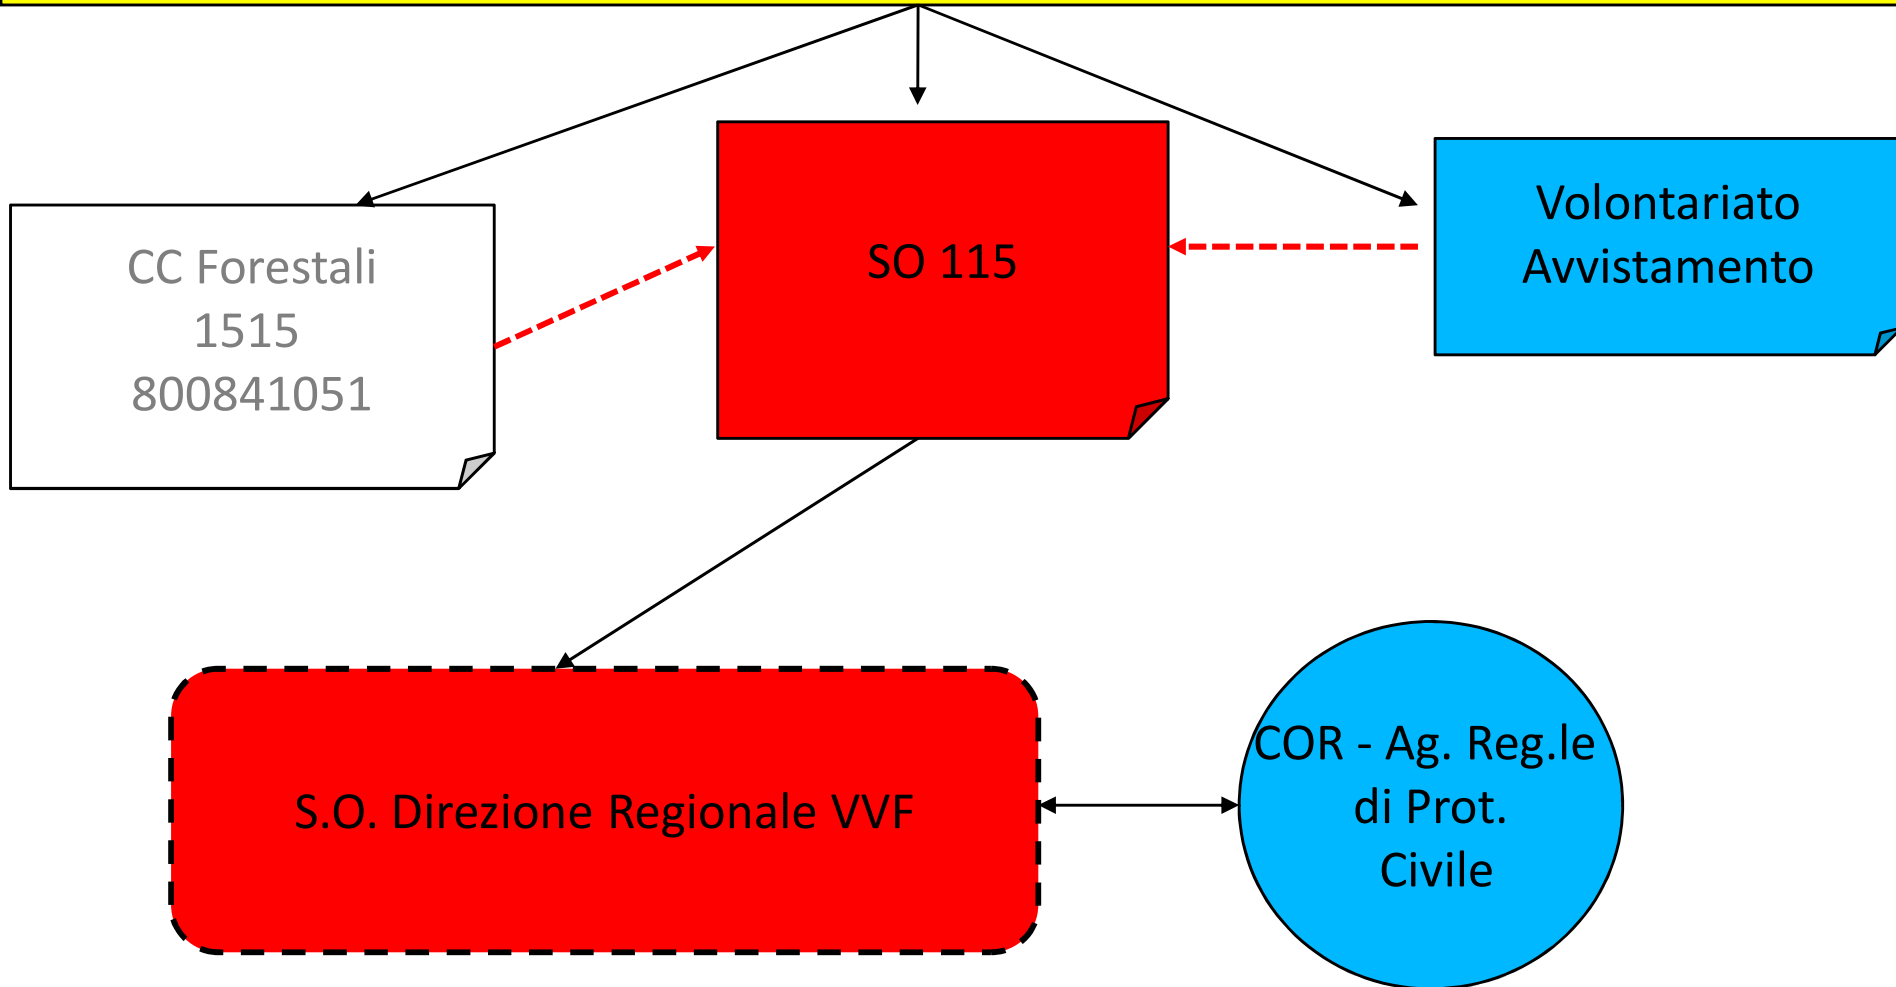 CC Forestali
1515
800841051
SO 115
Volontariato
Avvistamento
S.O. Direzione Regionale VVF
COR - Ag. Reg.le
di Prot.
Civile